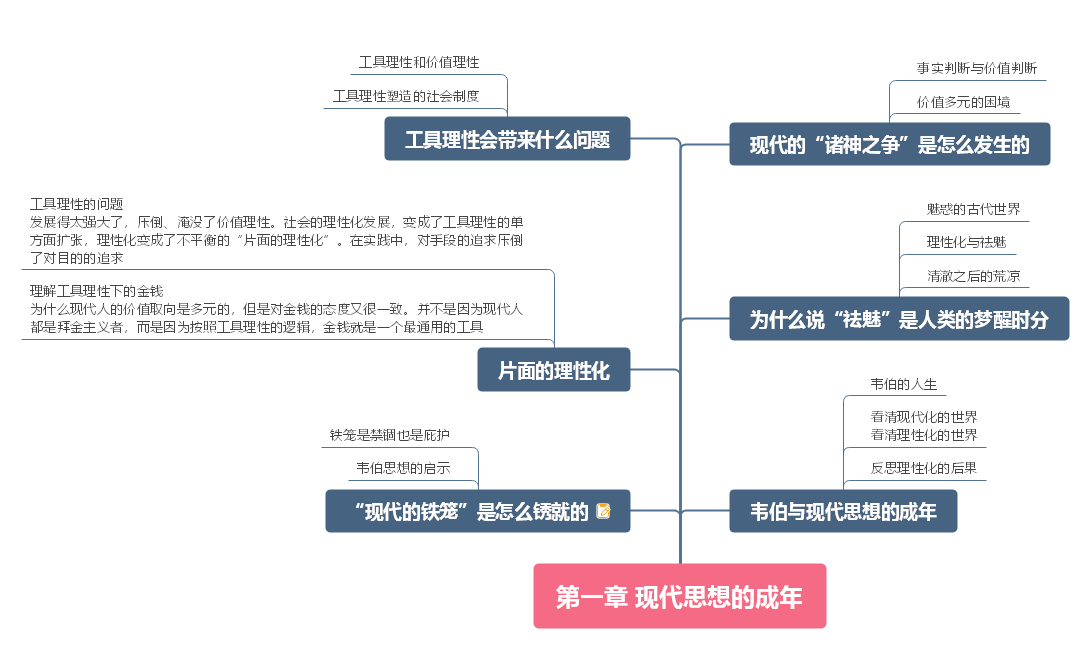 工具理性和价值理性
工具理性塑造的社会制度
工具理性会带来什么问题
工具理性的问题
发展得太强大了，压倒、淹没了价值理性。社会的理性化发展，变成了工具理性的单
方面扩张，理性化变成了不平衡的“片面的理性化”。在实践中，对手段的追求压倒
了对目的的追求
理解工具理性下的金钱
为什么现代人的价值取向是多元的，但是对金钱的态度又很一致。并不是因为现代人
都是拜金主义者，而是因为按照工具理性的逻辑，金钱就是一个最通用的工具
片面的理性化
铁笼是禁锢也是庇护
韦伯思想的启示
“现代的铁笼”是怎么锈就的
事实判断与价值判断
价值多元的困境
现代的“诸神之争”是怎么发生的
魅惑的古代世界
理性化与祛魅
清澈之后的荒凉
为什么说“祛魅”是人类的梦醒时分
韦伯的人生
看清现代化的世界
看清理性化的世界
反思理性化的后果
韦伯与现代思想的成年
第一章 现代思想的成年